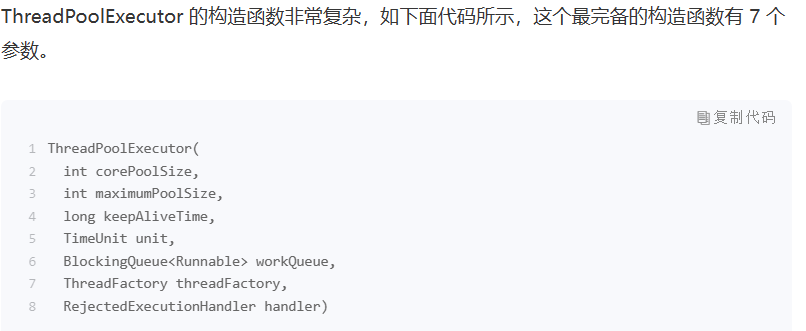 ThreadPoolExecutor 的构造函数非常复杂，如下面代码所示，这个最完备的构造函数有 7 个
参数。
复制代码
1 ThreadPoolExecutor(
2   int corePoolSize,
3   int maximumPoolSize,
4   long keepAliveTime,
5   TimeUnit unit,
6   BlockingQueue<Runnable> workQueue,
7   ThreadFactory threadFactory,
8   RejectedExecutionHandler handler)